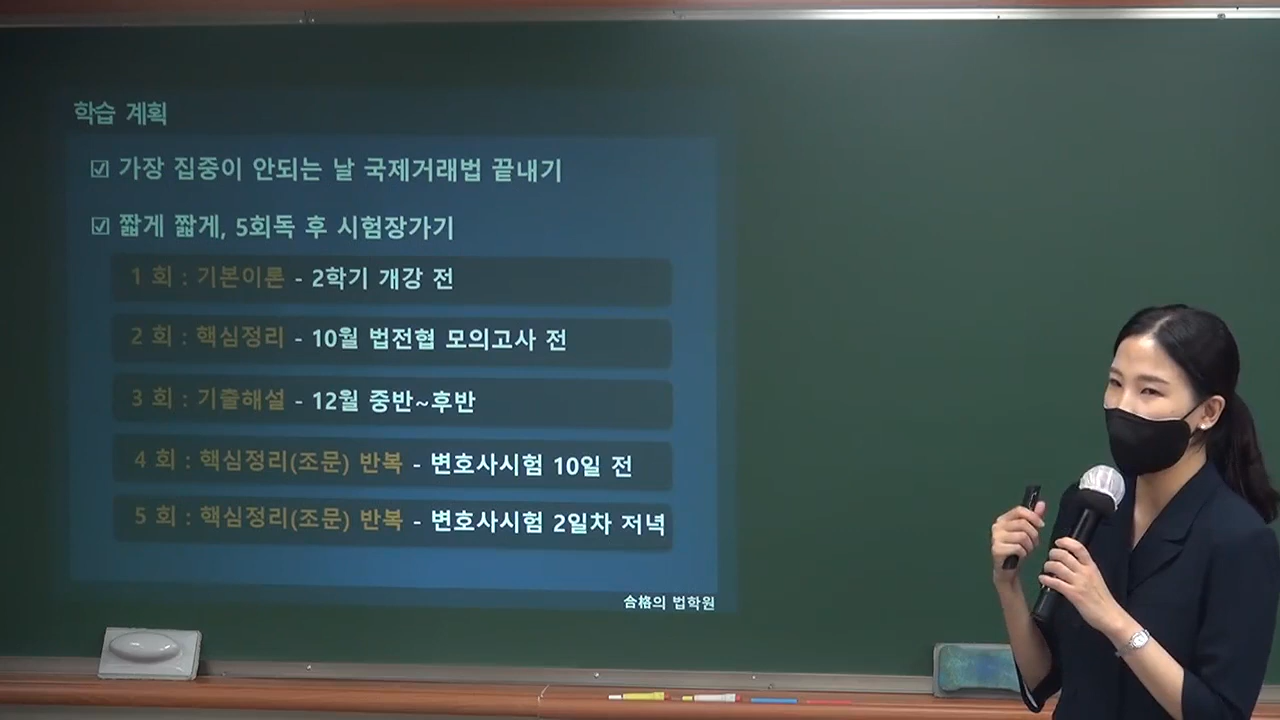 학습 계획
☑ 가장 집중이 안되는 날 국제거래법 끝내기
☑ 짧게 짧게, 5회독 후 시험장가기
1 회 : 기본이론 - 2학기 개강 전
2 회 : 핵심정리 - 10월 법전협 모의고사 전
3 회 : 기출해설 - 12월 중반~후반
4 회 : 핵심정리(조문) 반복 - 변호사시험 10일 전
5 회 : 핵심정리(조문) 반복 - 변호사시험 2일차 저녁
合格의 법학원